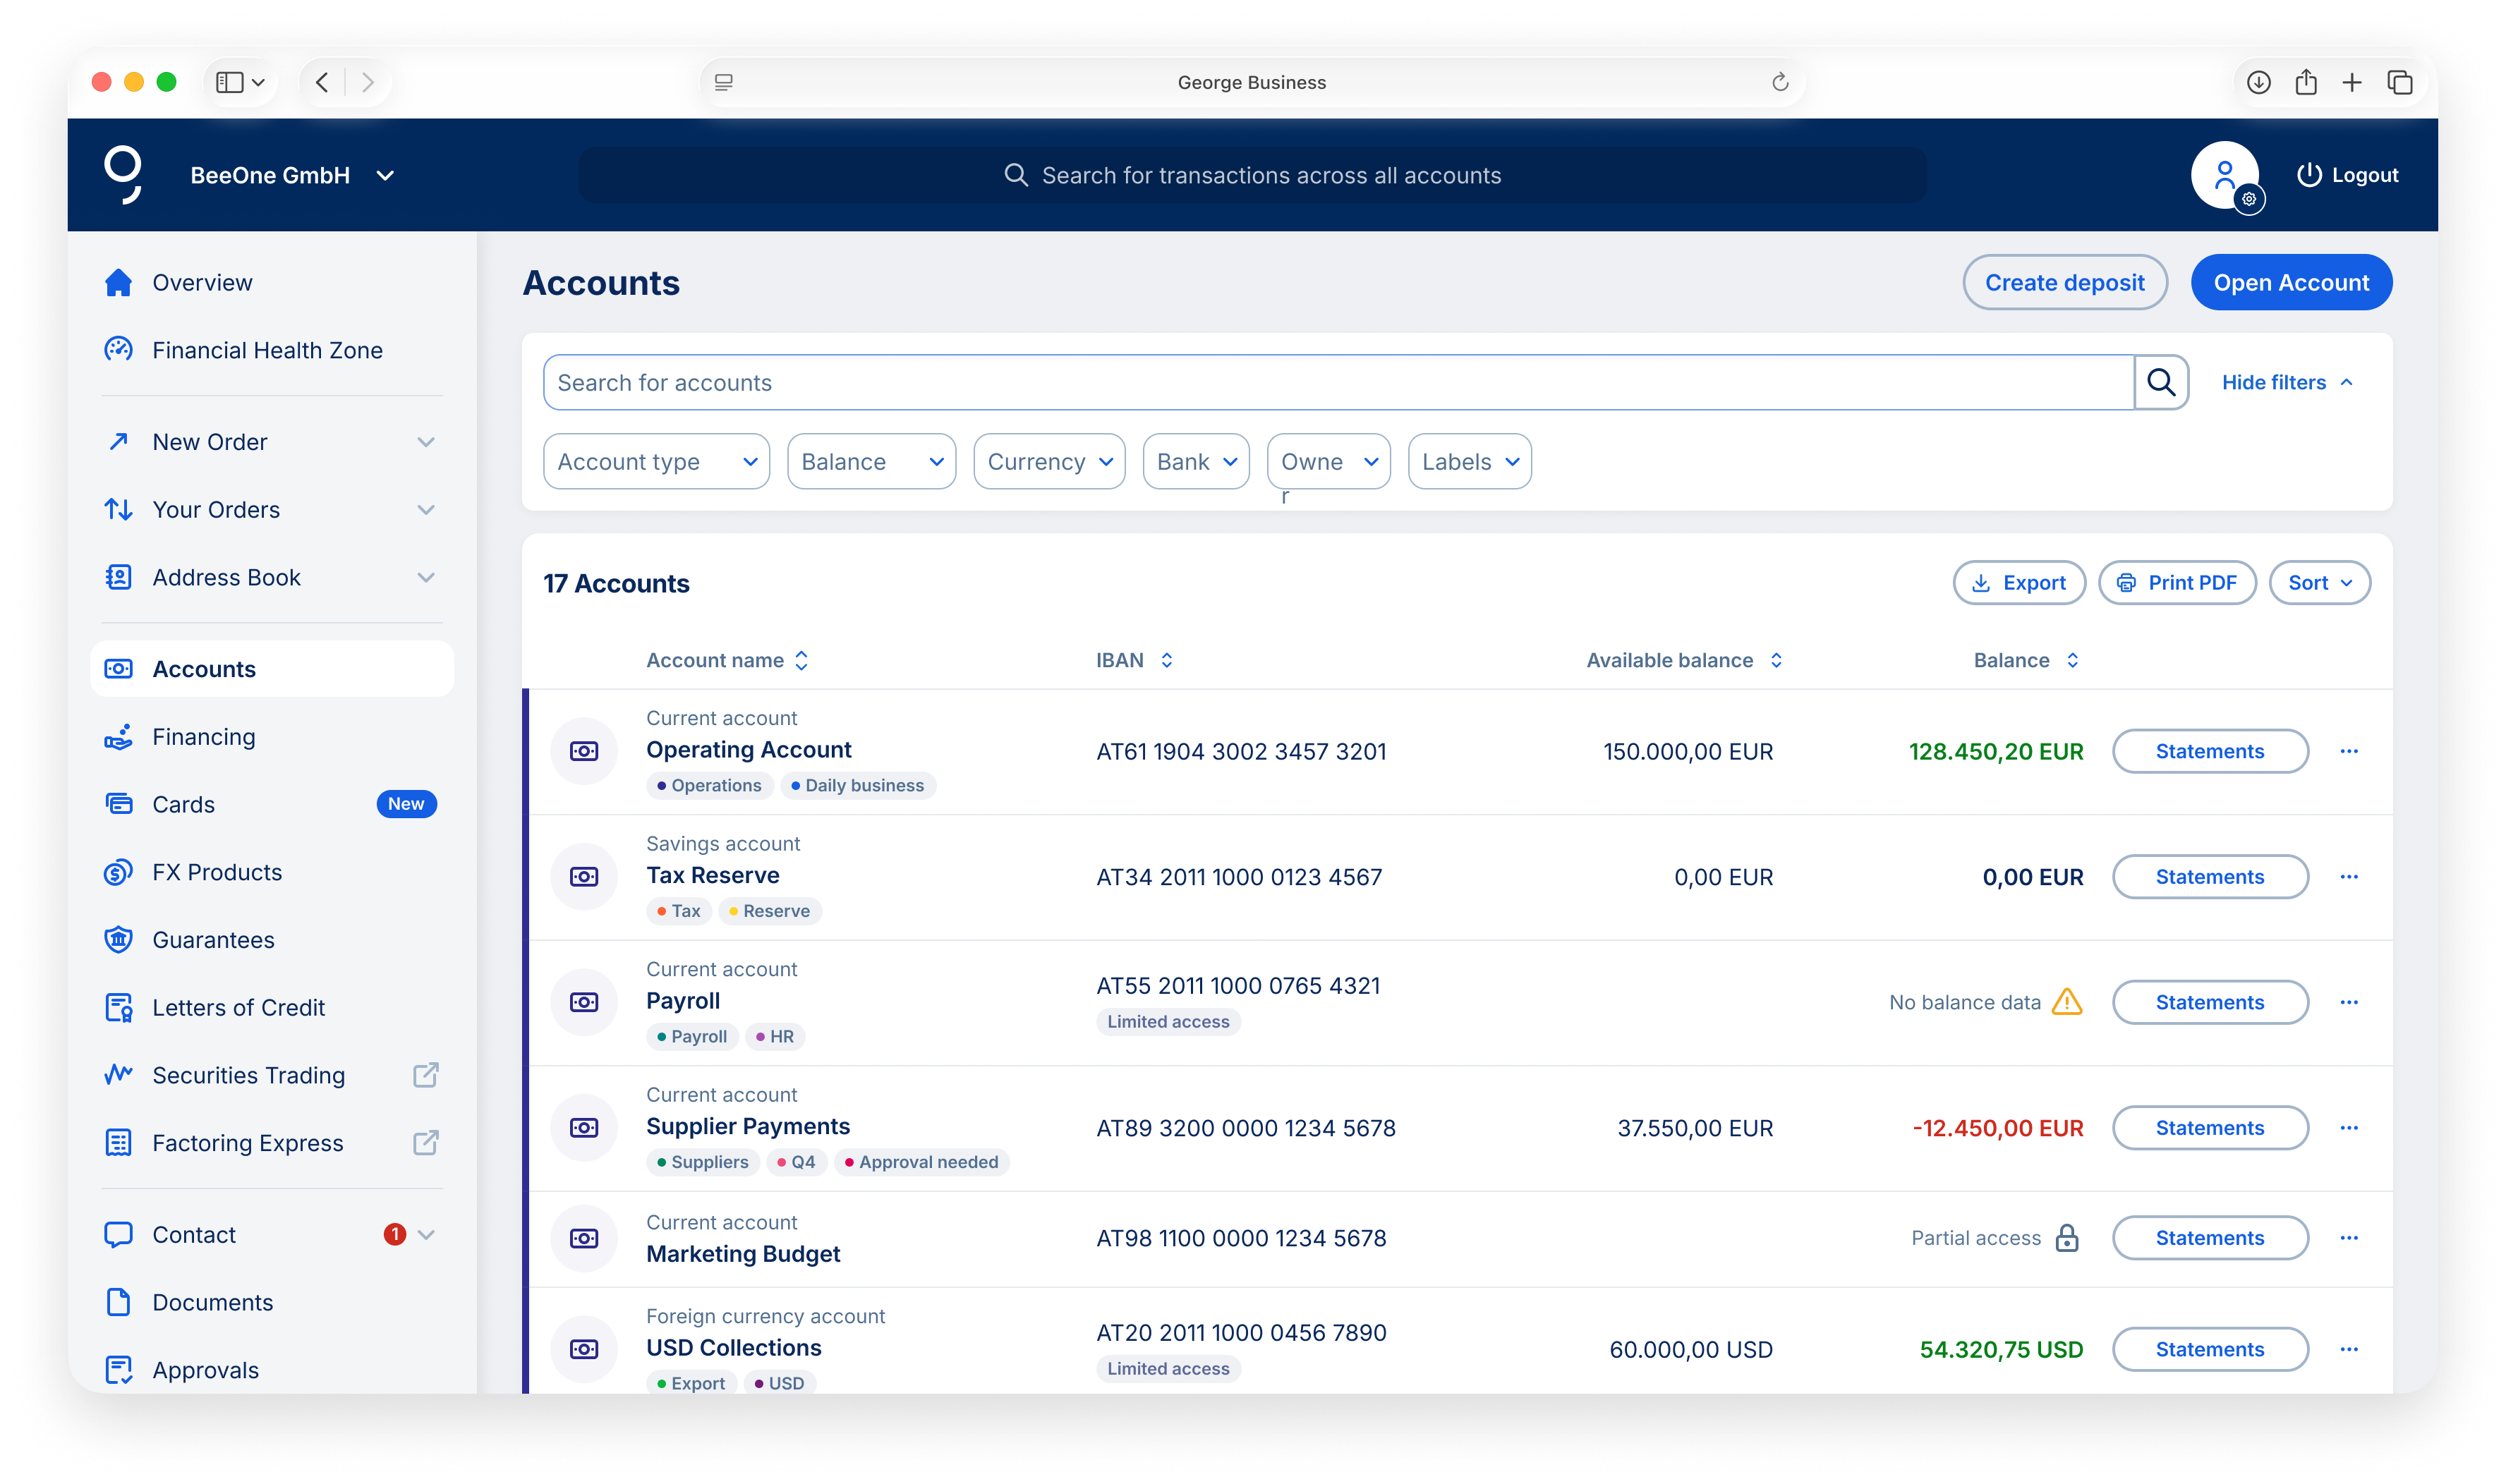 George Business
BeeOne GmbH
Search for transactions across all accounts
Logout
Overview
Financial Health Zone
New Order
Your Orders
Address Book
Accounts
Financing
Cards
New
FX Products
Guarantees
Letters of Credit
Securities Trading
Factoring Express
Contact
1
Documents
Approvals
Accounts
Create deposit
Open Account
Search for accounts
Hide filters
Account type
Balance
Currency
Bank
Owne
r
Labels
17 Accounts
Export
Print PDF
Sort
Account name
IBAN
Available balance
Balance
Current account
Operating Account
Operations
Daily business
AT61 1904 3002 3457 3201
150.000,00 EUR
128.450,20 EUR
Statements
Savings account
Tax Reserve
Tax
Reserve
AT34 2011 1000 0123 4567
0,00 EUR
0,00 EUR
Statements
Current account
Payroll
Payroll
HR
AT55 2011 1000 0765 4321
Limited access
No balance data
Statements
Current account
Supplier Payments
Suppliers
Q4
Approval needed
AT89 3200 0000 1234 5678
37.550,00 EUR
-12.450,00 EUR
Statements
Current account
Marketing Budget
AT98 1100 0000 1234 5678
Partial access
Statements
Foreign currency account
USD Collections
Export
USD
AT20 2011 1000 0456 7890
Limited access
60.000,00 USD
54.320,75 USD
Statements